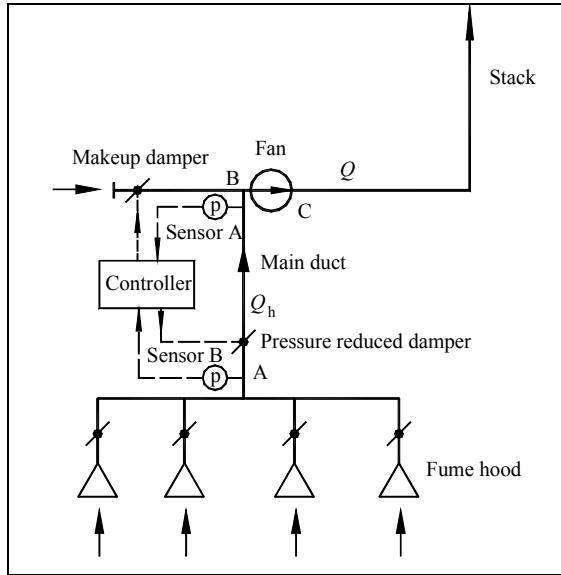 Stack
Fan
Makeup damper
B
Q
p
C
Sensor A
Main duct
Controller
Qh
Pressure reduced damper
Sensor B
p
A
Fume hood